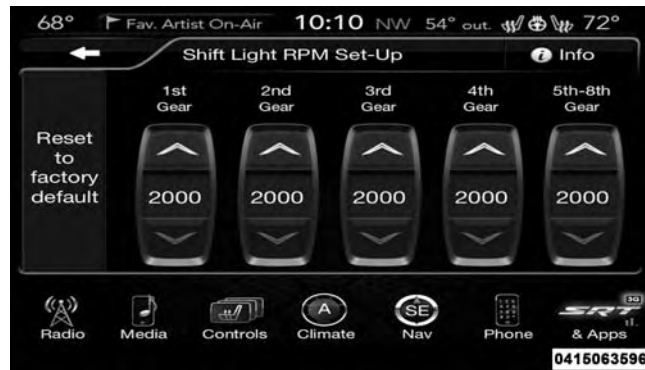 68° Fav. Artist On-Air 10:10 NW 54° out. 72°
Shift Light RPM Set-Up i Info
1st Gear 2nd Gear 3rd Gear 4th Gear 5th-8th Gear
Reset to factory default
2000 2000 2000 2000 2000
A SE SRT 3G
Radio Media Controls Climate Nav Phone & Apps
0415063596